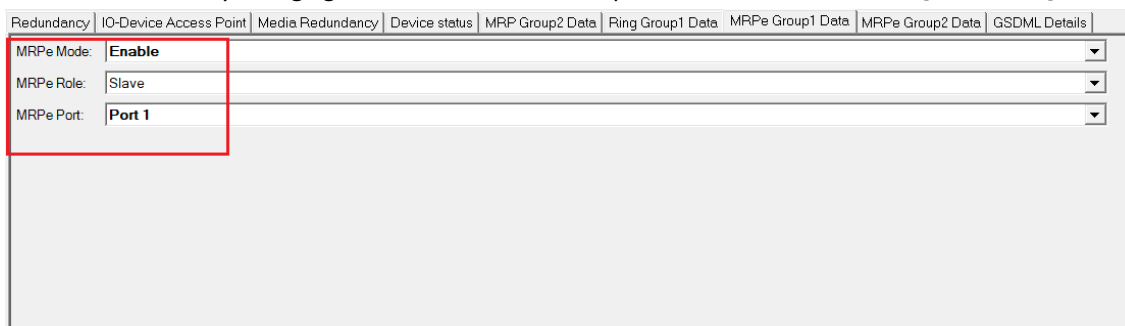 Redundancy IO-Device Access Point Media Redundancy Device status MRP Group2 Data Ring Group1 Data MRPe Group1 Data MRPe Group2 Data GSDML Details
MRPe Mode: Enable
MRPe Role: Slave
MRPe Port: Port 1